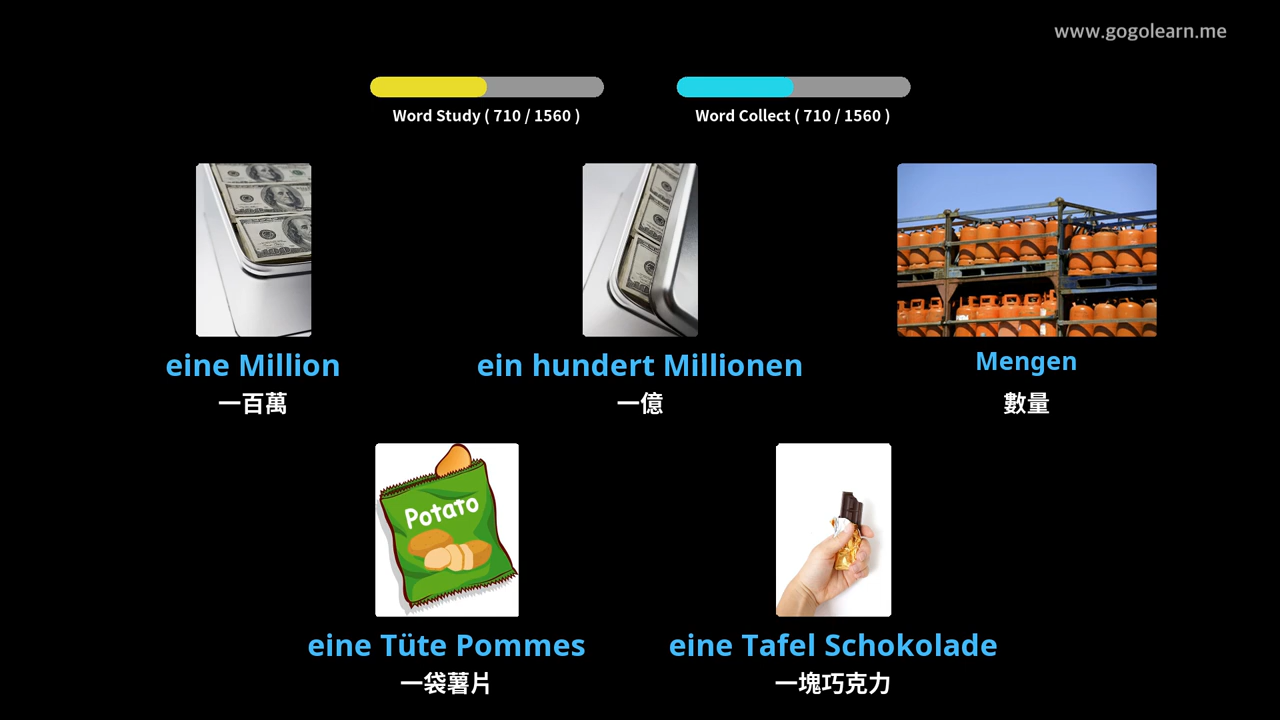 www.gogolearn.me
Word Study ( 710 / 1560 )
Word Collect ( 710 / 1560 )
eine Million
一百萬
ein hundert Millionen
一億
Mengen
數量
Potato
eine Tüte Pommes
一袋薯片
eine Tafel Schokolade
一塊巧克力